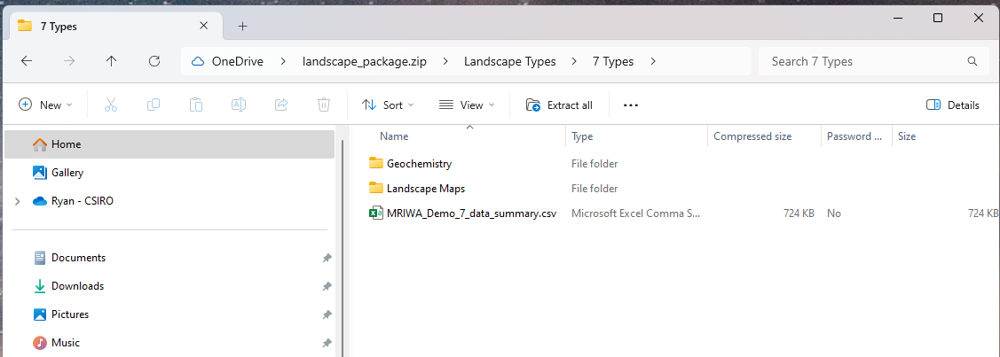 7 Types
OneDrive > landscape_package.zip > Landscape Types > 7 Types >
Search 7 Types
New Sort View Extract all ... Details
Home
Gallery
Ryan - CSIRO
Documents
Downloads
Pictures
Music
Name Type Compressed size Password ... Size
Geochemistry File folder
Landscape Maps File folder
MRIWA_Demo_7_data_summary.csv Microsoft Excel Comma S... 724 KB No 724 KB